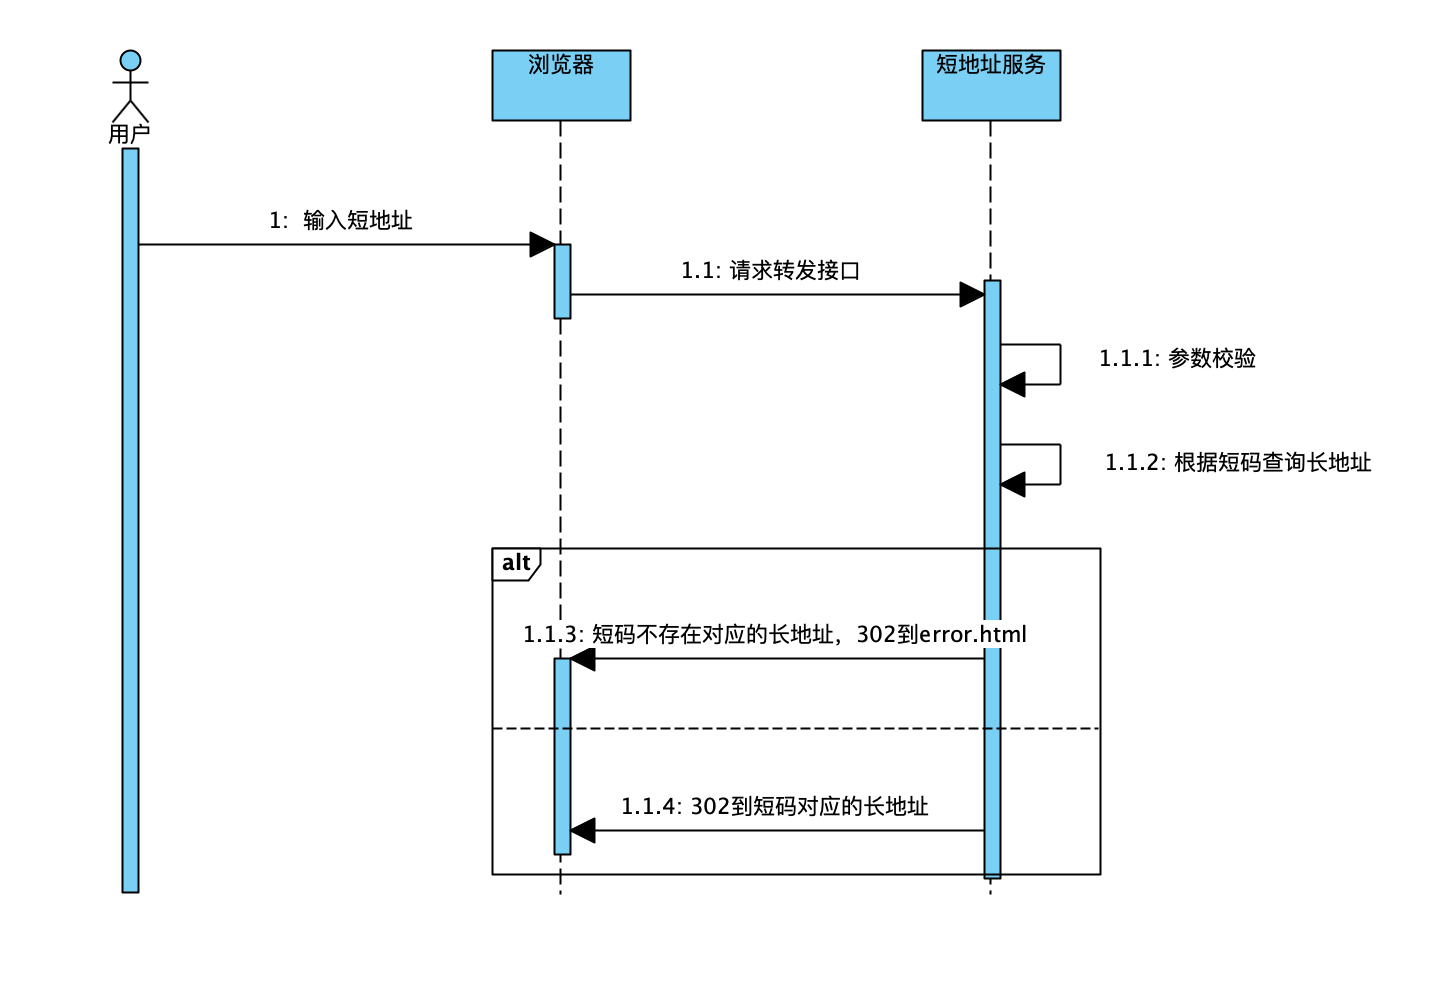 用户
浏览器
短地址服务
1: 输入短地址
1.1: 请求转发接口
1.1.1: 参数校验
1.1.2: 根据短码查询长地址
alt
1.1.3: 短码不存在对应的长地址，302到error.html
1.1.4: 302到短码对应的长地址